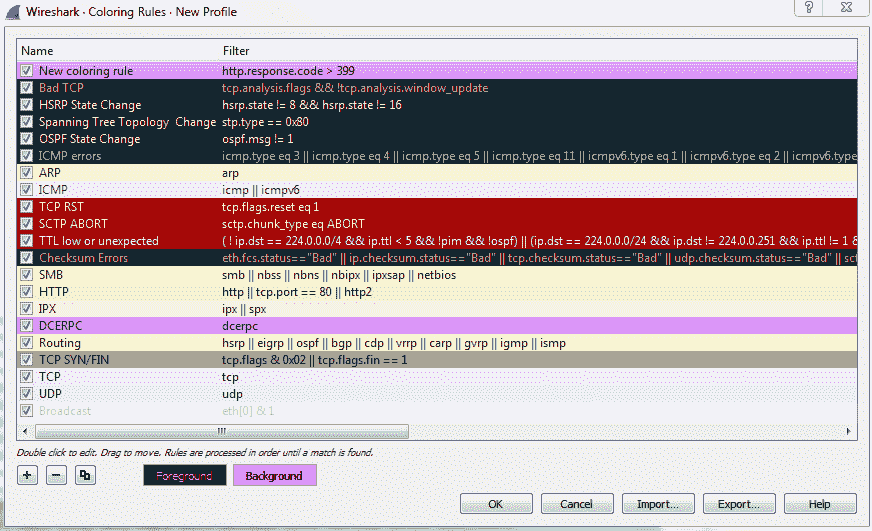 Wireshark · Coloring Rules · New Profile
Name Filter
New coloring rule http.response.code > 399
Bad TCP tcp.analysis.flags && !tcp.analysis.window_update
HSRP State Change hsrp.state != 8 && hsrp.state != 16
Spanning Tree Topology Change stp.type == 0x80
OSPF State Change ospf.msg != 1
ICMP errors icmp.type eq 3 || icmp.type eq 4 || icmp.type eq 5 || icmp.type eq 11 || icmpv6.type eq 1 || icmpv6.type eq 2 || icmpv6.type
ARP arp
ICMP icmp || icmpv6
TCP RST tcp.flags.reset eq 1
SCTP ABORT sctp.chunk_type eq ABORT
TTL low or unexpected ( ! ip.dst == 224.0.0.0/4 && ip.ttl < 5 && !pim && !ospf) || (ip.dst == 224.0.0.0/24 && ip.dst != 224.0.0.251 && ip.ttl != 1 &
Checksum Errors eth.fcs.status=="Bad" || ip.checksum.status=="Bad" || tcp.checksum.status=="Bad" || udp.checksum.status=="Bad" || sct
SMB smb || nbss || nbns || nbipx || ipxsap || netbios
HTTP http || tcp.port == 80 || http2
IPX ipx || spx
DCERPC dcerpc
Routing hsrp || eigrp || ospf || bgp || cdp || vrrp || carp || gvrp || igmp || ismp
TCP SYN/FIN tcp.flags & 0x02 || tcp.flags.fin == 1
TCP tcp
UDP udp
Broadcast eth[0] & 1
Double click to edit. Drag to move. Rules are processed in order until a match is found.
Foreground Background
OK Cancel Import... Export... Help